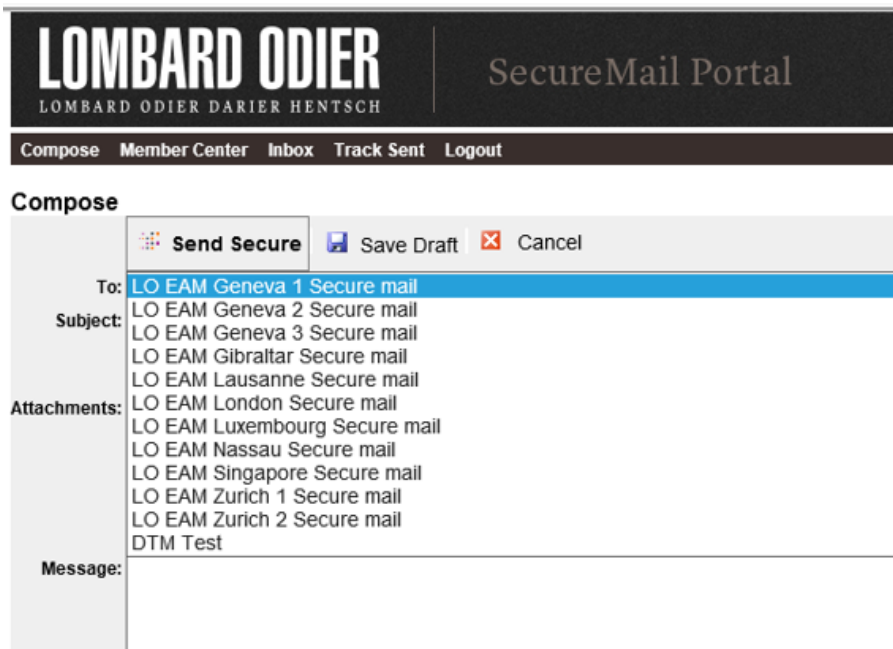 LOMBARD ODIER
LOMBARD ODIER DARIER HENTSCH
SecureMail Portal
Compose Member Center Inbox Track Sent Logout
Compose
Send Secure Save Draft Cancel
To: LO EAM Geneva 1 Secure mail
LO EAM Geneva 2 Secure mail
Subject:
LO EAM Geneva 3 Secure mail
LO EAM Gibraltar Secure mail
LO EAM Lausanne Secure mail
Attachments: LO EAM London Secure mail
LO EAM Luxembourg Secure mail
LO EAM Nassau Secure mail
LO EAM Singapore Secure mail
LO EAM Zurich 1 Secure mail
LO EAM Zurich 2 Secure mail
DTM Test
Message: